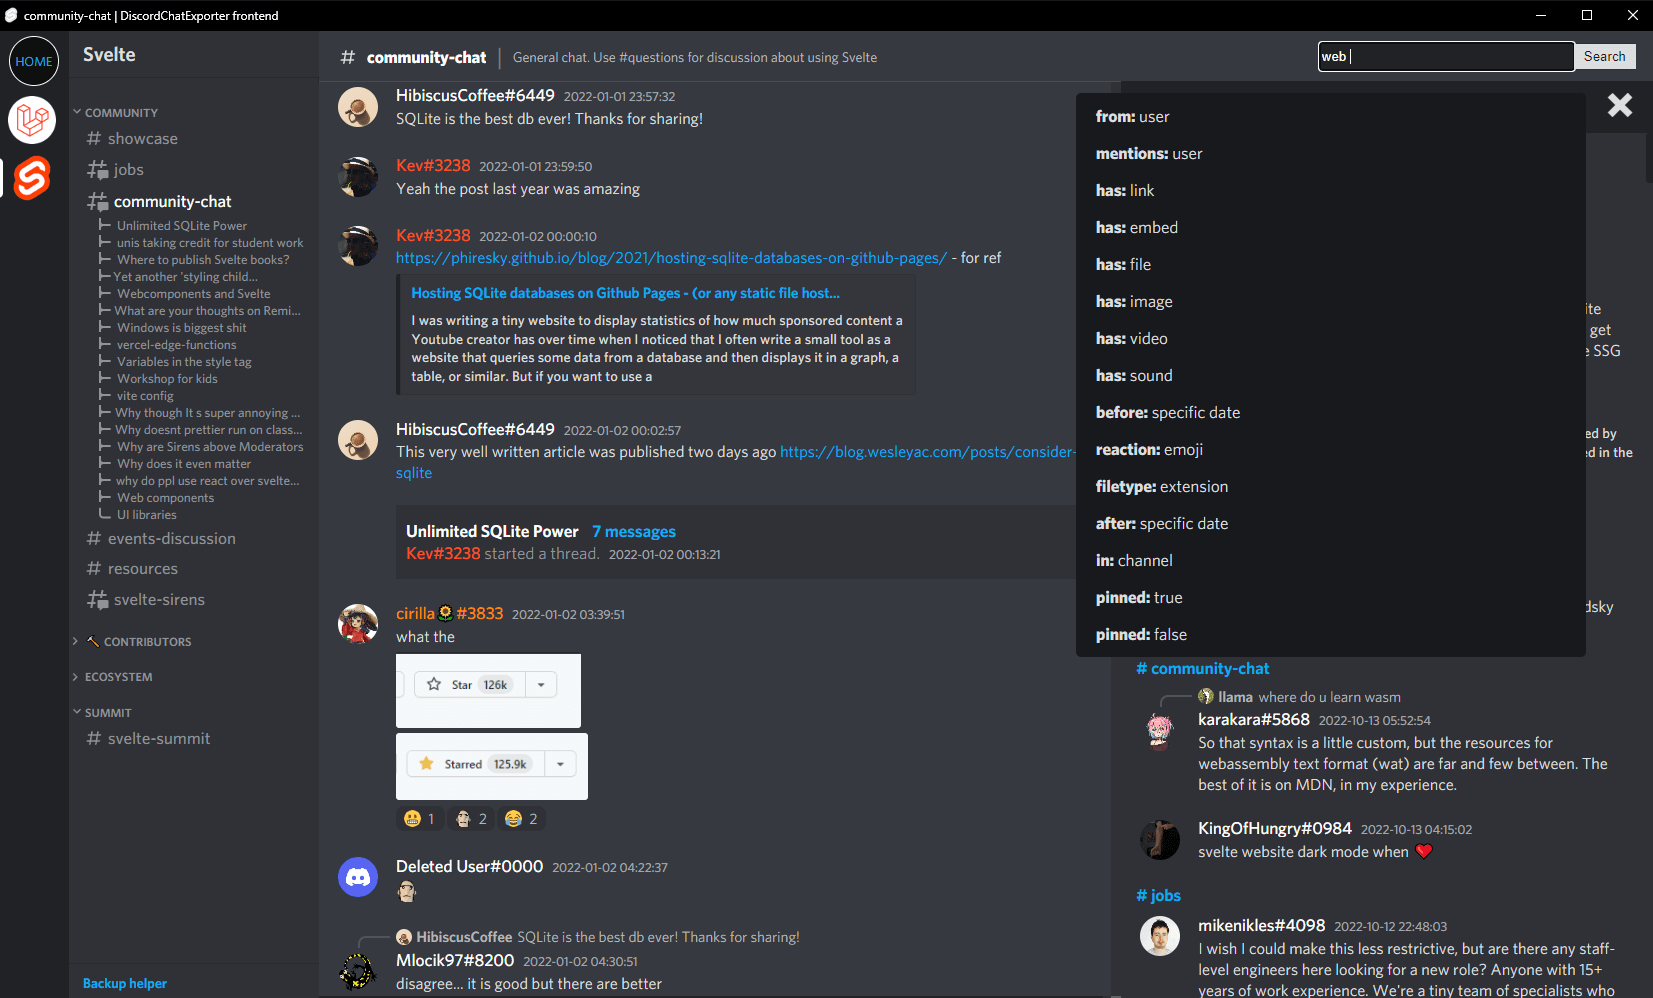 community-chat | DiscordChatExporter frontend
HOME
Svelte
COMMUNITY
# showcase
jobs
community-chat
Unlimited SQLite Power
unis taking credit for student work
Where to publish Svelte books?
Yet another 'styling child...
Webcomponents and Svelte
What are your thoughts on Remi...
Windows is biggest shit
vercel-edge-functions
Variables in the style tag
Workshop for kids
vite config
Why though It s super annoying ...
Why doesnt prettier run on class...
Why are Sirens above Moderators
Why does it even matter
why do ppl use react over svelte...
Web components
UI libraries
# events-discussion
# resources
svelte-sirens
CONTRIBUTORS
ECOSYSTEM
SUMMIT
# svelte-summit
Backup helper
# community-chat
General chat. Use #questions for discussion about using Svelte
web
Search
HibiscusCoffee#6449 2022-01-01 23:57:32
SQLite is the best db ever! Thanks for sharing!
Kev#3238 2022-01-01 23:59:50
Yeah the post last year was amazing
Kev#3238 2022-01-02 00:00:10
https://phiresky.github.io/blog/2021/hosting-sqlite-databases-on-github-pages/ - for ref
Hosting SQLite databases on Github Pages - (or any static file host...
I was writing a tiny website to display statistics of how much sponsored content a
Youtube creator has over time when I noticed that I often write a small tool as a
website that queries some data from a database and then displays it in a graph, a
table, or similar. But if you want to use a
HibiscusCoffee#6449 2022-01-02 00:02:57
This very well written article was published two days ago https://blog.wesleyac.com/posts/consider-
sqlite
Unlimited SQLite Power 7 messages
Kev#3238 started a thread. 2022-01-02 00:13:21
cirilla🌻#3833 2022-01-02 03:39:51
what the
Star 126k
Starred 125.9k
😬 1 2 😂 2
Deleted User#0000 2022-01-02 04:22:37
HibiscusCoffee SQLite is the best db ever! Thanks for sharing!
Mlocik97#8200 2022-01-02 04:30:51
disagree... it is good but there are better
from: user
mentions: user
has: link
has: embed
has: file
has: image
has: video
has: sound
before: specific date
reaction: emoji
filetype: extension
after: specific date
in: channel
pinned: true
pinned: false
ite
get
e SSG
ed by
ed in the
dsky
# community-chat
llama where do u learn wasm
karakara#5868 2022-10-13 05:52:54
So that syntax is a little custom, but the resources for
webassembly text format (wat) are far and few between. The
best of it is on MDN, in my experience.
KingOfHungry#0984 2022-10-13 04:15:02
svelte website dark mode when ❤️
# jobs
mikenikles#4098 2022-10-12 22:48:03
I wish I could make this less restrictive, but are there any staff-
level engineers here looking for a new role? Anyone with 15+
years of work experience. We're a tiny team of specialists who